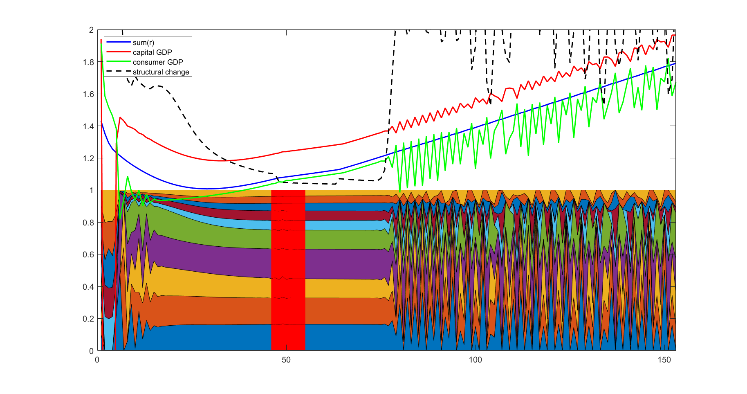 2
sum(r)
capital GDP
consumer GDP
structural change
1.8
1.6
1.4
1.2
1
0.8
0.6
0.4
0.2
0
0 50 100 150